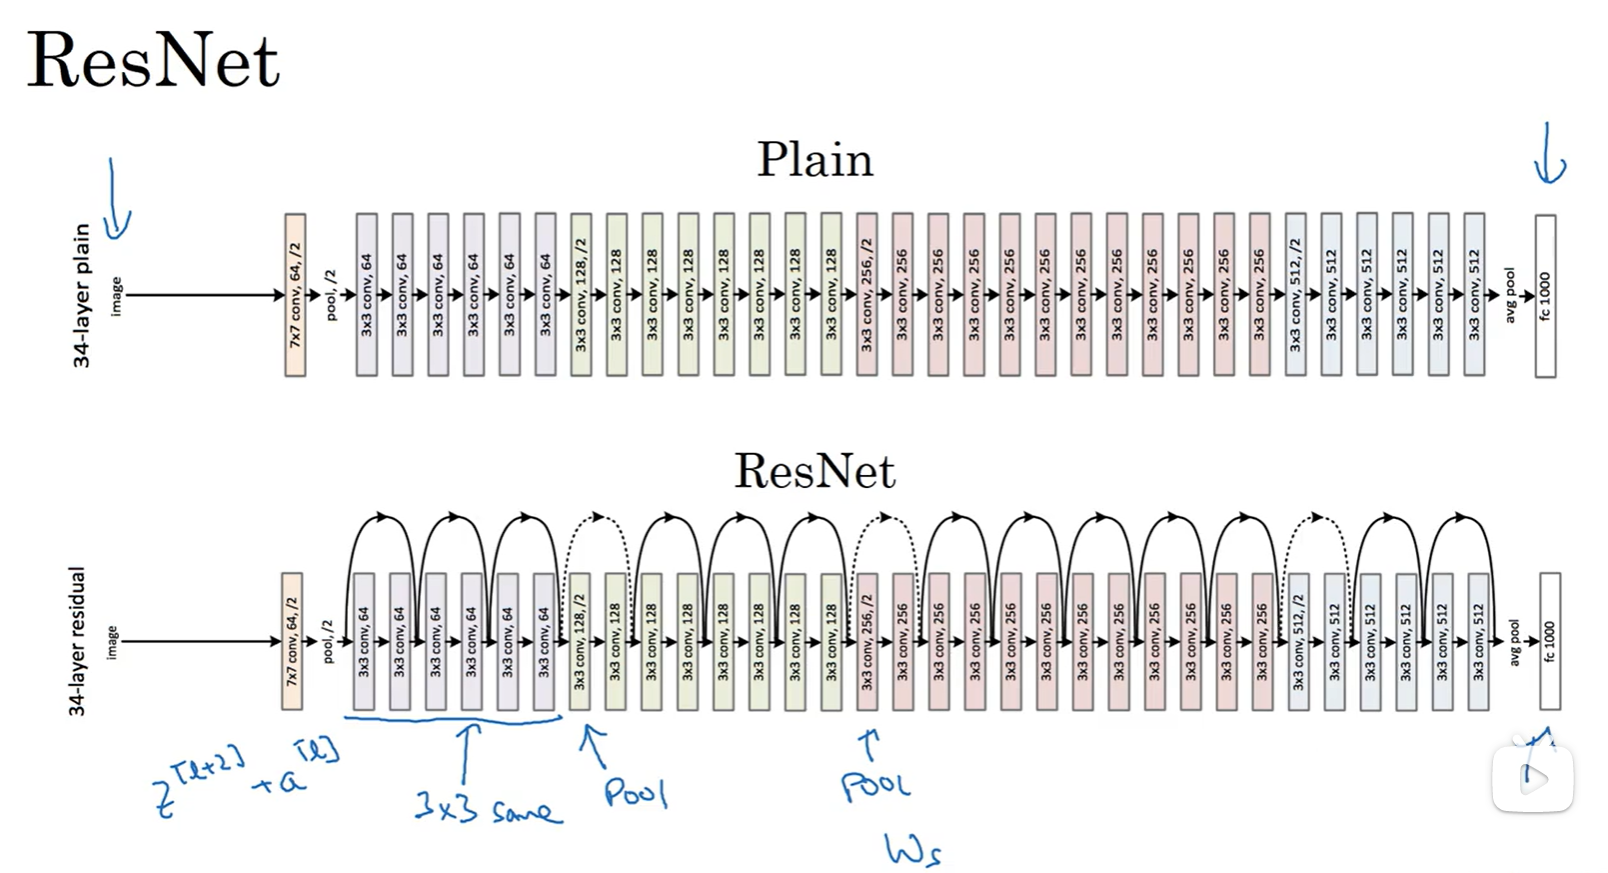 ResNet
Plain
34-layer plain
image
7x7 conv, 64, /2
pool, /2
3x3 conv, 64
3x3 conv, 64
3x3 conv, 64
3x3 conv, 64
3x3 conv, 64
3x3 conv, 64
3x3 conv, 128, /2
3x3 conv, 128
3x3 conv, 128
3x3 conv, 128
3x3 conv, 128
3x3 conv, 128
3x3 conv, 128
3x3 conv, 128
3x3 conv, 256, /2
3x3 conv, 256
3x3 conv, 256
3x3 conv, 256
3x3 conv, 256
3x3 conv, 256
3x3 conv, 256
3x3 conv, 256
3x3 conv, 256
3x3 conv, 256
3x3 conv, 256
3x3 conv, 256
3x3 conv, 512, /2
3x3 conv, 512
3x3 conv, 512
3x3 conv, 512
3x3 conv, 512
3x3 conv, 512
avg pool
fc 1000
ResNet
34-layer residual
image
7x7 conv, 64, /2
pool, /2
3x3 conv, 64
3x3 conv, 64
3x3 conv, 64
3x3 conv, 64
3x3 conv, 64
3x3 conv, 64
3x3 conv, 128, /2
3x3 conv, 128
3x3 conv, 128
3x3 conv, 128
3x3 conv, 128
3x3 conv, 128
3x3 conv, 128
3x3 conv, 128
3x3 conv, 256, /2
3x3 conv, 256
3x3 conv, 256
3x3 conv, 256
3x3 conv, 256
3x3 conv, 256
3x3 conv, 256
3x3 conv, 256
3x3 conv, 256
3x3 conv, 256
3x3 conv, 256
3x3 conv, 256
3x3 conv, 512, /2
3x3 conv, 512
3x3 conv, 512
3x3 conv, 512
3x3 conv, 512
3x3 conv, 512
avg pool
fc 1000
z[l+2] + a[l]
3x3 same
Pool
Pool
Ws